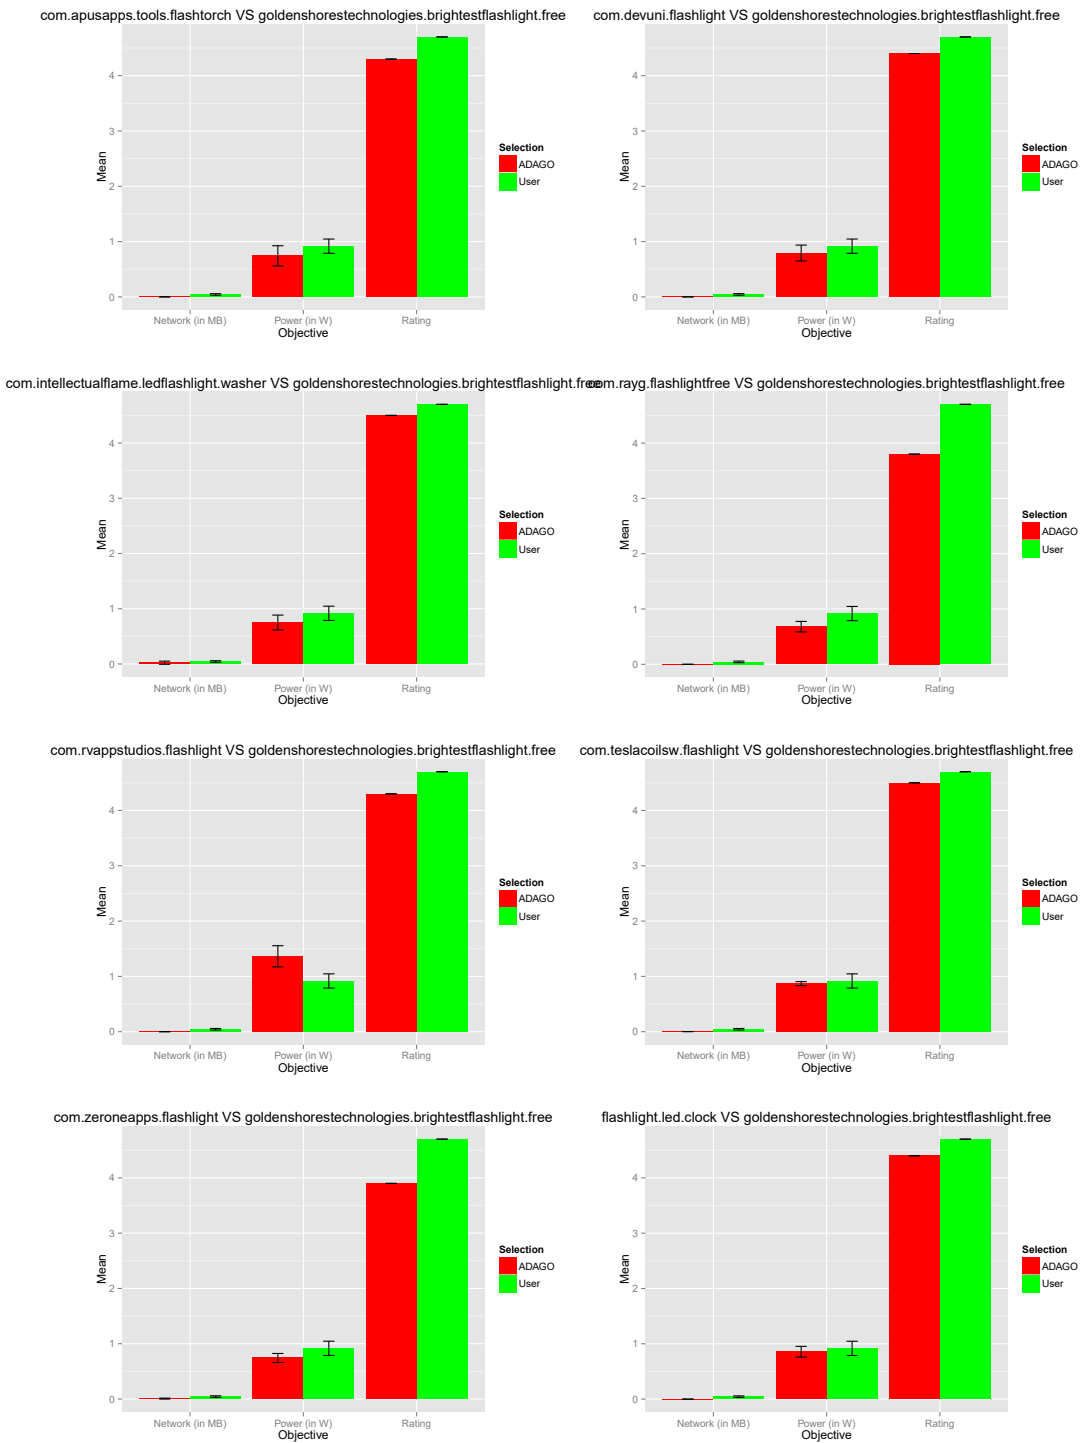 com.apusapps.tools.flashtorch VS goldenshorestechnologies.brightestflashlight.free
4
3
2
1
0
Mean
Network (in MB)
Power (in W)
Rating
Objective
Selection
ADAGO
User
com.devuni.flashlight VS goldenshorestechnologies.brightestflashlight.free
4
3
2
1
0
Mean
Network (in MB)
Power (in W)
Rating
Objective
Selection
ADAGO
User
com.intellectualflame.ledflashlight.washer VS goldenshorestechnologies.brightestflashlight.free
4
3
2
1
0
Mean
Network (in MB)
Power (in W)
Rating
Objective
Selection
ADAGO
User
com.rayg.flashlightfree VS goldenshorestechnologies.brightestflashlight.free
4
3
2
1
0
Mean
Network (in MB)
Power (in W)
Rating
Objective
Selection
ADAGO
User
com.rvappstudios.flashlight VS goldenshorestechnologies.brightestflashlight.free
4
3
2
1
0
Mean
Network (in MB)
Power (in W)
Rating
Objective
Selection
ADAGO
User
com.teslacoilsw.flashlight VS goldenshorestechnologies.brightestflashlight.free
4
3
2
1
0
Mean
Network (in MB)
Power (in W)
Rating
Objective
Selection
ADAGO
User
com.zeroneapps.flashlight VS goldenshorestechnologies.brightestflashlight.free
4
3
2
1
0
Mean
Network (in MB)
Power (in W)
Rating
Objective
Selection
ADAGO
User
flashlight.led.clock VS goldenshorestechnologies.brightestflashlight.free
4
3
2
1
0
Mean
Network (in MB)
Power (in W)
Rating
Objective
Selection
ADAGO
User